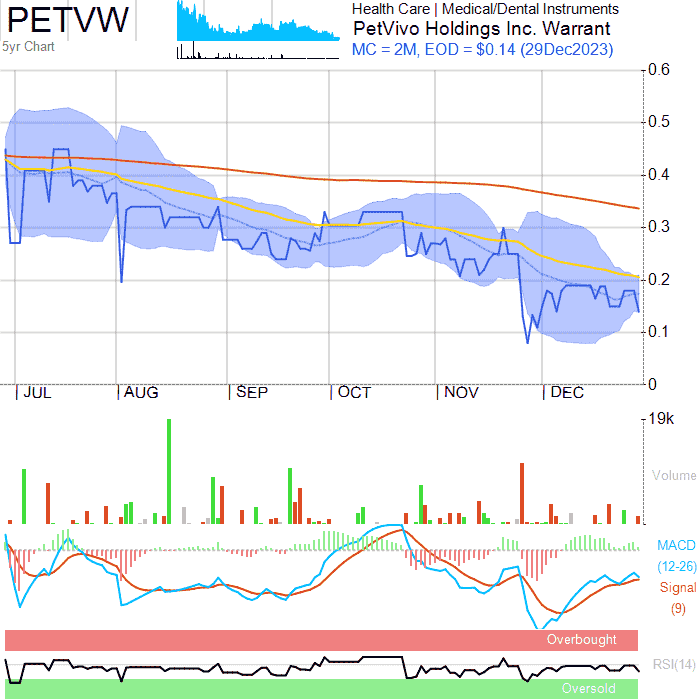 PETVW
5yr Chart
Health Care | Medical/Dental Instruments
PetVivo Holdings Inc. Warrant
MC = 2M, EOD = $0.14 (29Dec2023)
0.6
0.5
0.4
0.3
0.2
0.1
0
JUL AUG SEP OCT NOV DEC
19k
Volume
MACD
(12-26)
Signal
(9)
Overbought
RSI(14)
Oversold